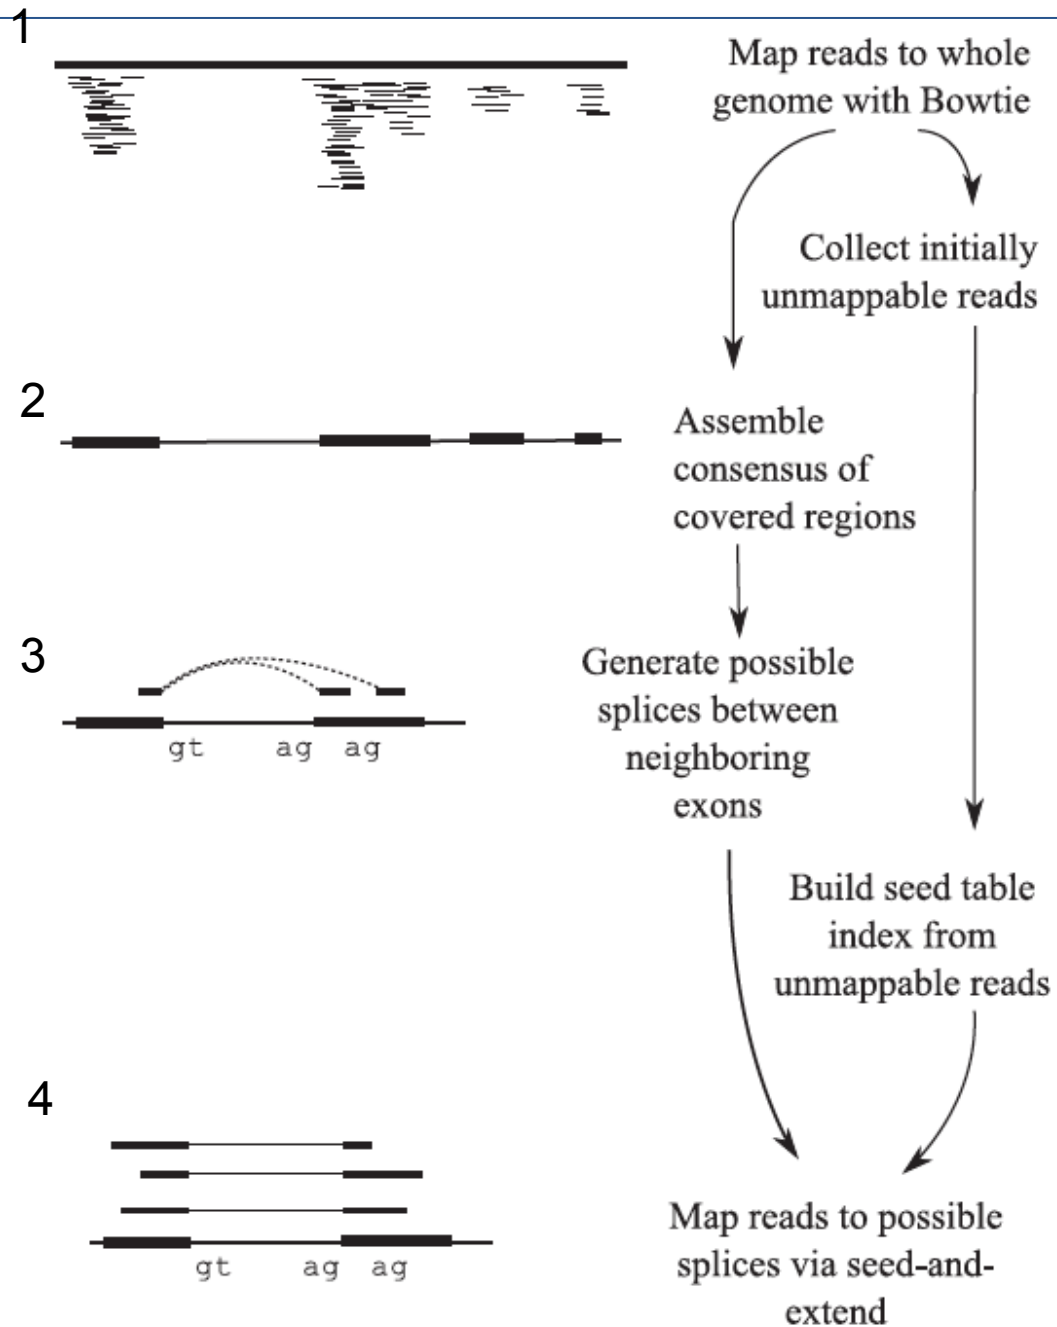 1
Map reads to whole
genome with Bowtie
Collect initially
unmappable reads
2
Assemble
consensus of
covered regions
3
gt ag ag
Generate possible
splices between
neighboring
exons
Build seed table
index from
unmappable reads
4
gt ag ag
Map reads to possible
splices via seed-and-
extend